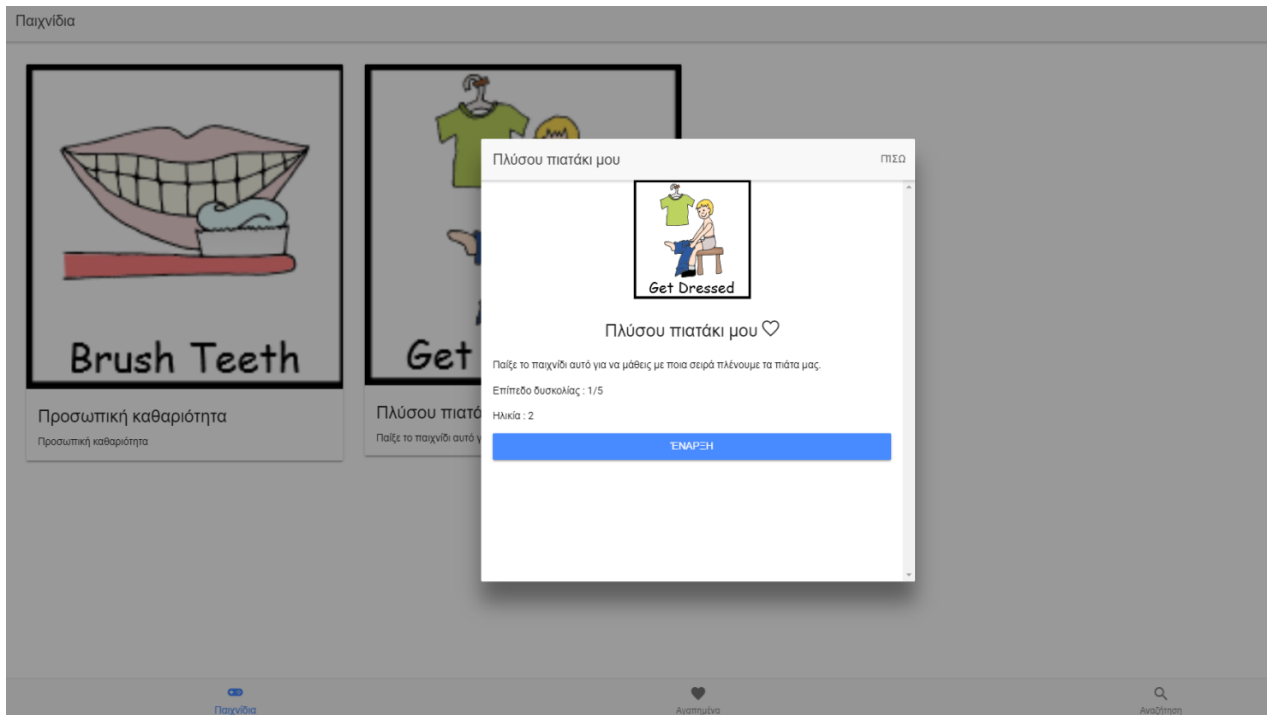 Παιχνίδια
Brush Teeth
Προσωπική καθαριότητα
Προσωπική καθαριότητα
Get
Πλύσου πιατά
Παίξε το παιχνίδι αυτό γ
Πλύσου πιατάκι μου
ΠΙΣΩ
Get Dressed
Πλύσου πιατάκι μου
Παίξε το παιχνίδι αυτό για να μάθεις με ποια σειρά πλένουμε τα πιάτα μας.
Επίπεδο δυσκολίας : 1/5
Ηλικία : 2
ΈΝΑΡΞΗ
Παιχνίδια
Αγαπημένα
Αναζήτηση